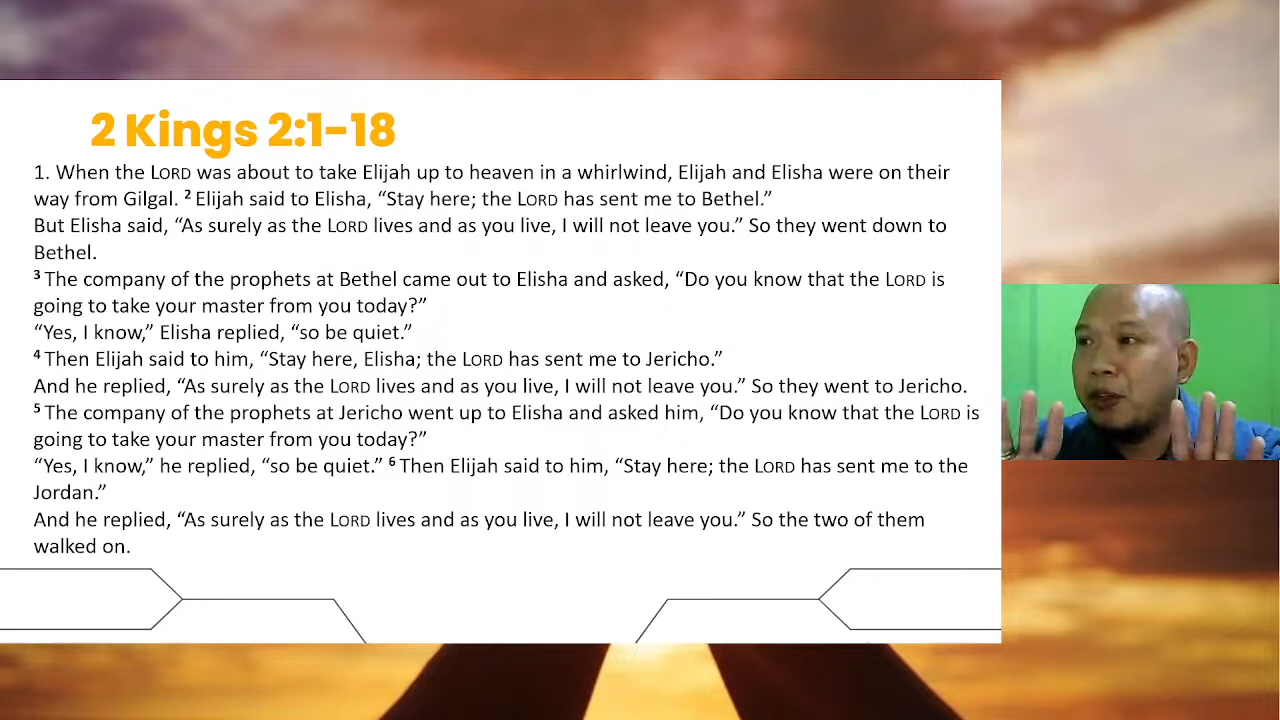 2 Kings 2:1-18
1. When the LORD was about to take Elijah up to heaven in a whirlwind, Elijah and Elisha were on their
way from Gilgal. ² Elijah said to Elisha, “Stay here; the LORD has sent me to Bethel.”
But Elisha said, “As surely as the LORD lives and as you live, I will not leave you.” So they went down to
Bethel.
³ The company of the prophets at Bethel came out to Elisha and asked, “Do you know that the LORD is
going to take your master from you today?”
“Yes, I know,” Elisha replied, “so be quiet.”
⁴ Then Elijah said to him, “Stay here, Elisha; the LORD has sent me to Jericho.”
And he replied, “As surely as the LORD lives and as you live, I will not leave you.” So they went to Jericho.
⁵ The company of the prophets at Jericho went up to Elisha and asked him, “Do you know that the LORD is
going to take your master from you today?”
“Yes, I know,” he replied, “so be quiet.” ⁶ Then Elijah said to him, “Stay here; the LORD has sent me to the
Jordan.”
And he replied, “As surely as the LORD lives and as you live, I will not leave you.” So the two of them
walked on.